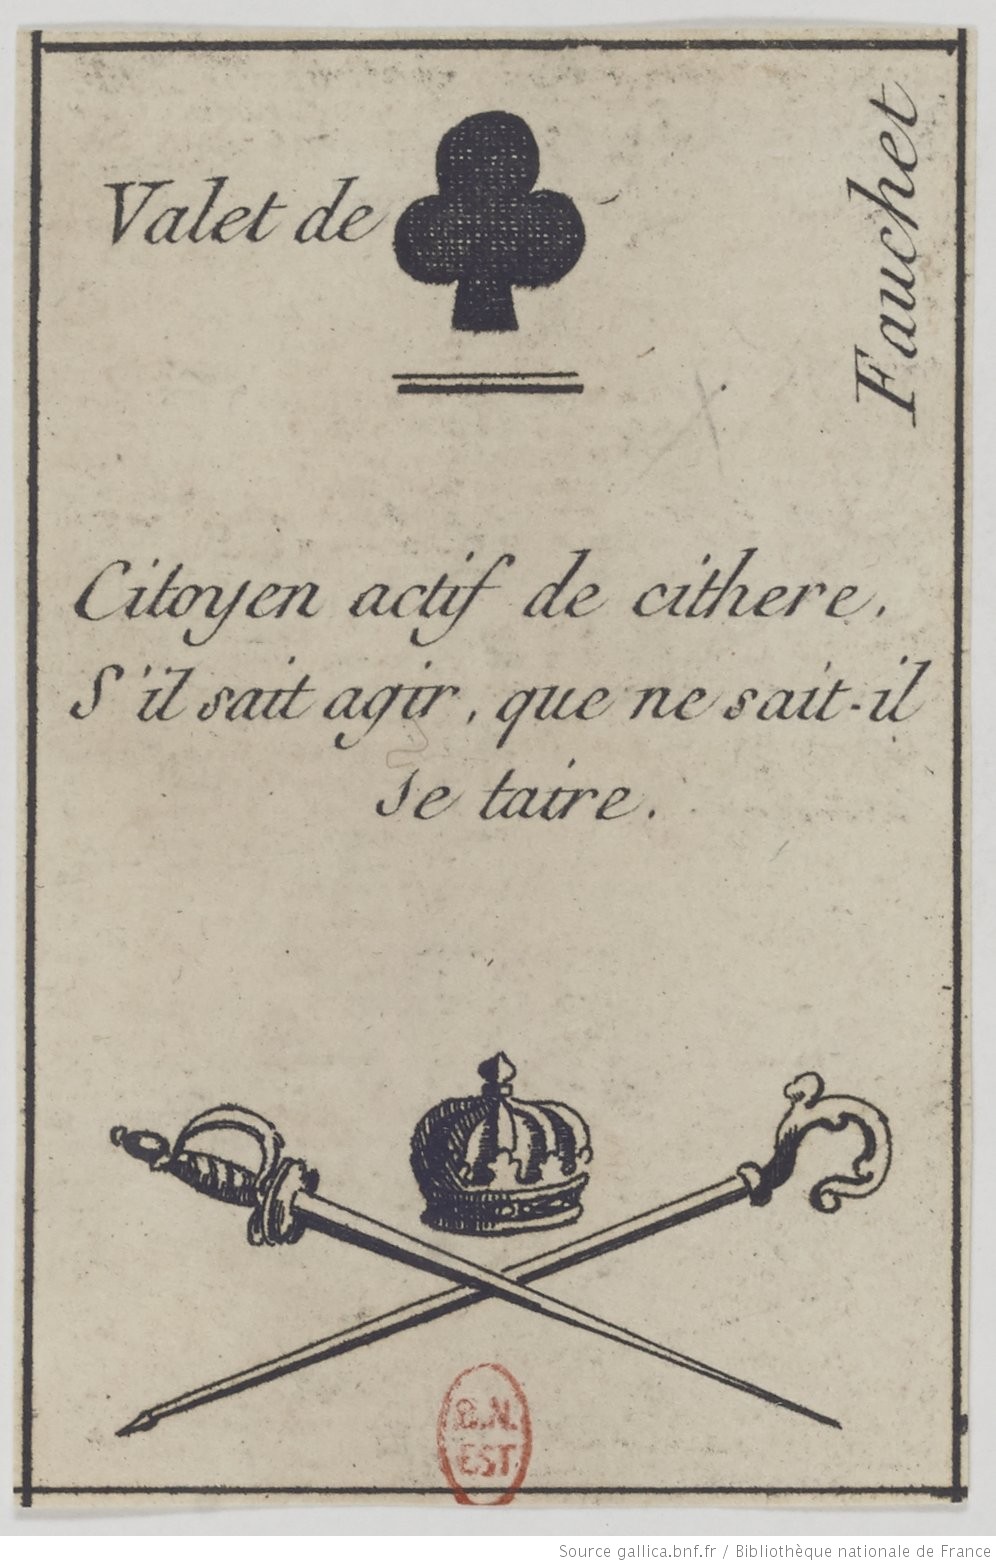 Valet de
Fauchet
Citoyen actif de cithere.
S'il sait agir, que ne sait-il
se taire.
B.N.
EST
Source gallica.bnf.fr / Bibliothèque nationale de France